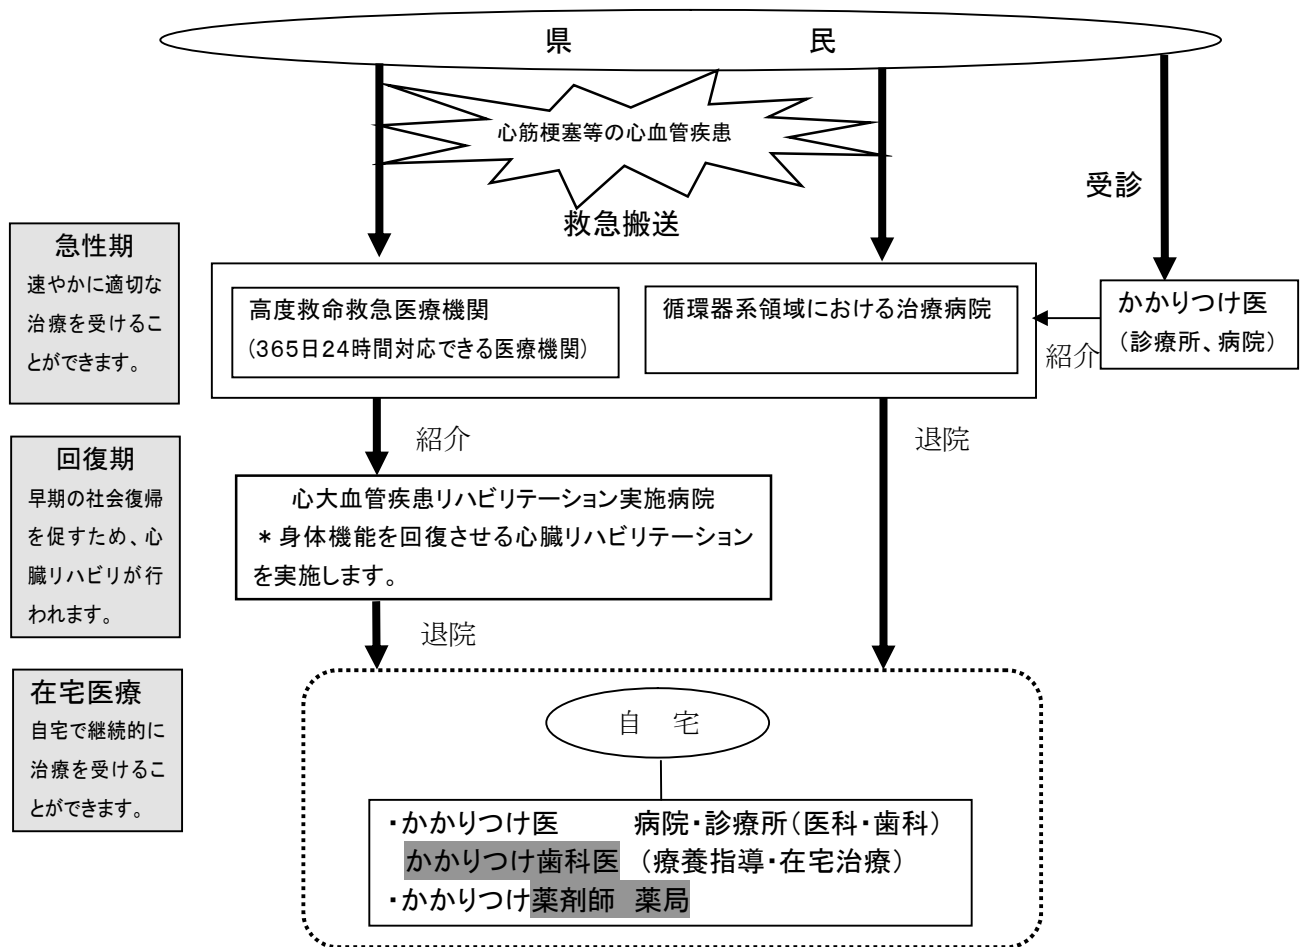 県 民
心筋梗塞等の心血管疾患
受診
救急搬送
急性期
速やかに適切な
治療を受けるこ
とができます。
高度救命救急医療機関
(365日24時間対応できる医療機関)
循環器系領域における治療病院
かかりつけ医
(診療所、病院)
紹介
紹介
退院
回復期
早期の社会復帰
を促すため、心
臓リハビリが行
われます。
心大血管疾患リハビリテーション実施病院
*身体機能を回復させる心臓リハビリテーション
を実施します。
退院
在宅医療
自宅で継続的に
治療を受けるこ
とができます。
自 宅
・かかりつけ医 病院・診療所(医科・歯科)
かかりつけ歯科医 (療養指導・在宅治療)
・かかりつけ薬剤師 薬局